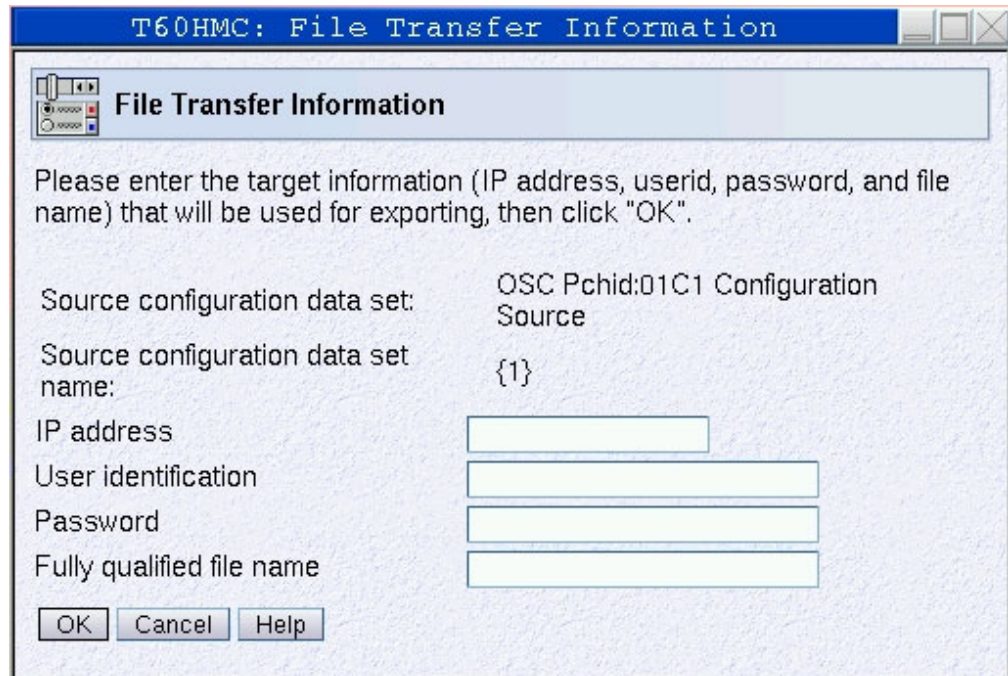 T60HMC: File Transfer Information
File Transfer Information
Please enter the target information (IP address, userid, password, and file
name) that will be used for exporting, then click "OK".
Source configuration data set:
OSC Pchid:01C1 Configuration
Source
Source configuration data set
name:
{1}
IP address
User identification
Password
Fully qualified file name
OK Cancel Help